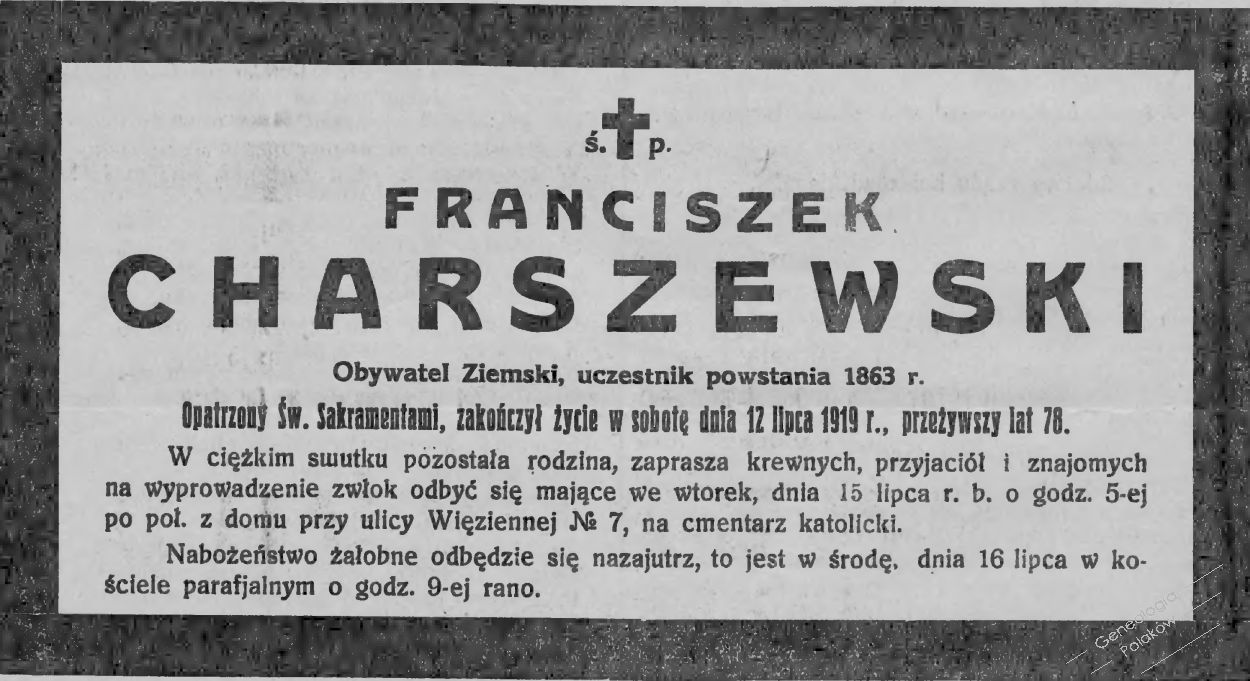 ś. p.
FRANCISZEK
CHARSZEWSKI
Obywatel Ziemski, uczestnik powstania 1863 r.
Opatrzony Św. Sakramentami, zakończył życie w sobotę dnia 12 lipca 1919 r., przeżywszy lat 78.
W ciężkim smutku pozostała rodzina, zaprasza krewnych, przyjaciół i znajomych
na wyprowadzenie zwłok odbyć się mające we wtorek, dnia 15 lipca r. b. o godz. 5-ej
po poł. z domu przy ulicy Więziennej № 7, na cmentarz katolicki.
Nabożeństwo żałobne odbędzie się nazajutrz, to jest w środę, dnia 16 lipca w ko-
ściele parafjalnym o godz. 9-ej rano.
Genealogia
Polaków